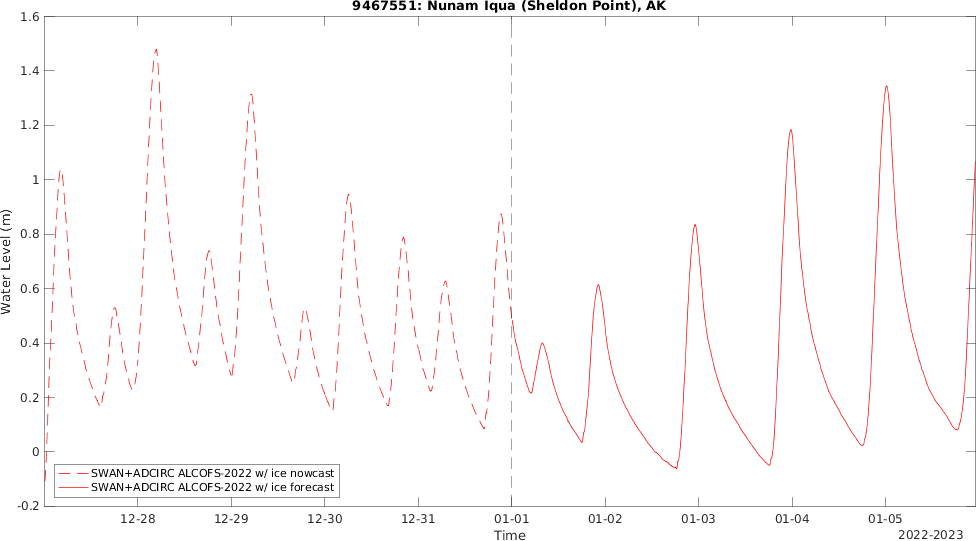 9467551: Nunam Iqua (Sheldon Point), AK
1.6
1.4
1.2
1
0.8
0.6
0.4
0.2
0
-0.2
Water Level (m)
SWAN+ADCIRC ALCOFS-2022 w/ ice nowcast
SWAN+ADCIRC ALCOFS-2022 w/ ice forecast
12-28 12-29 12-30 12-31 01-01 01-02 01-03 01-04 01-05
Time
2022-2023